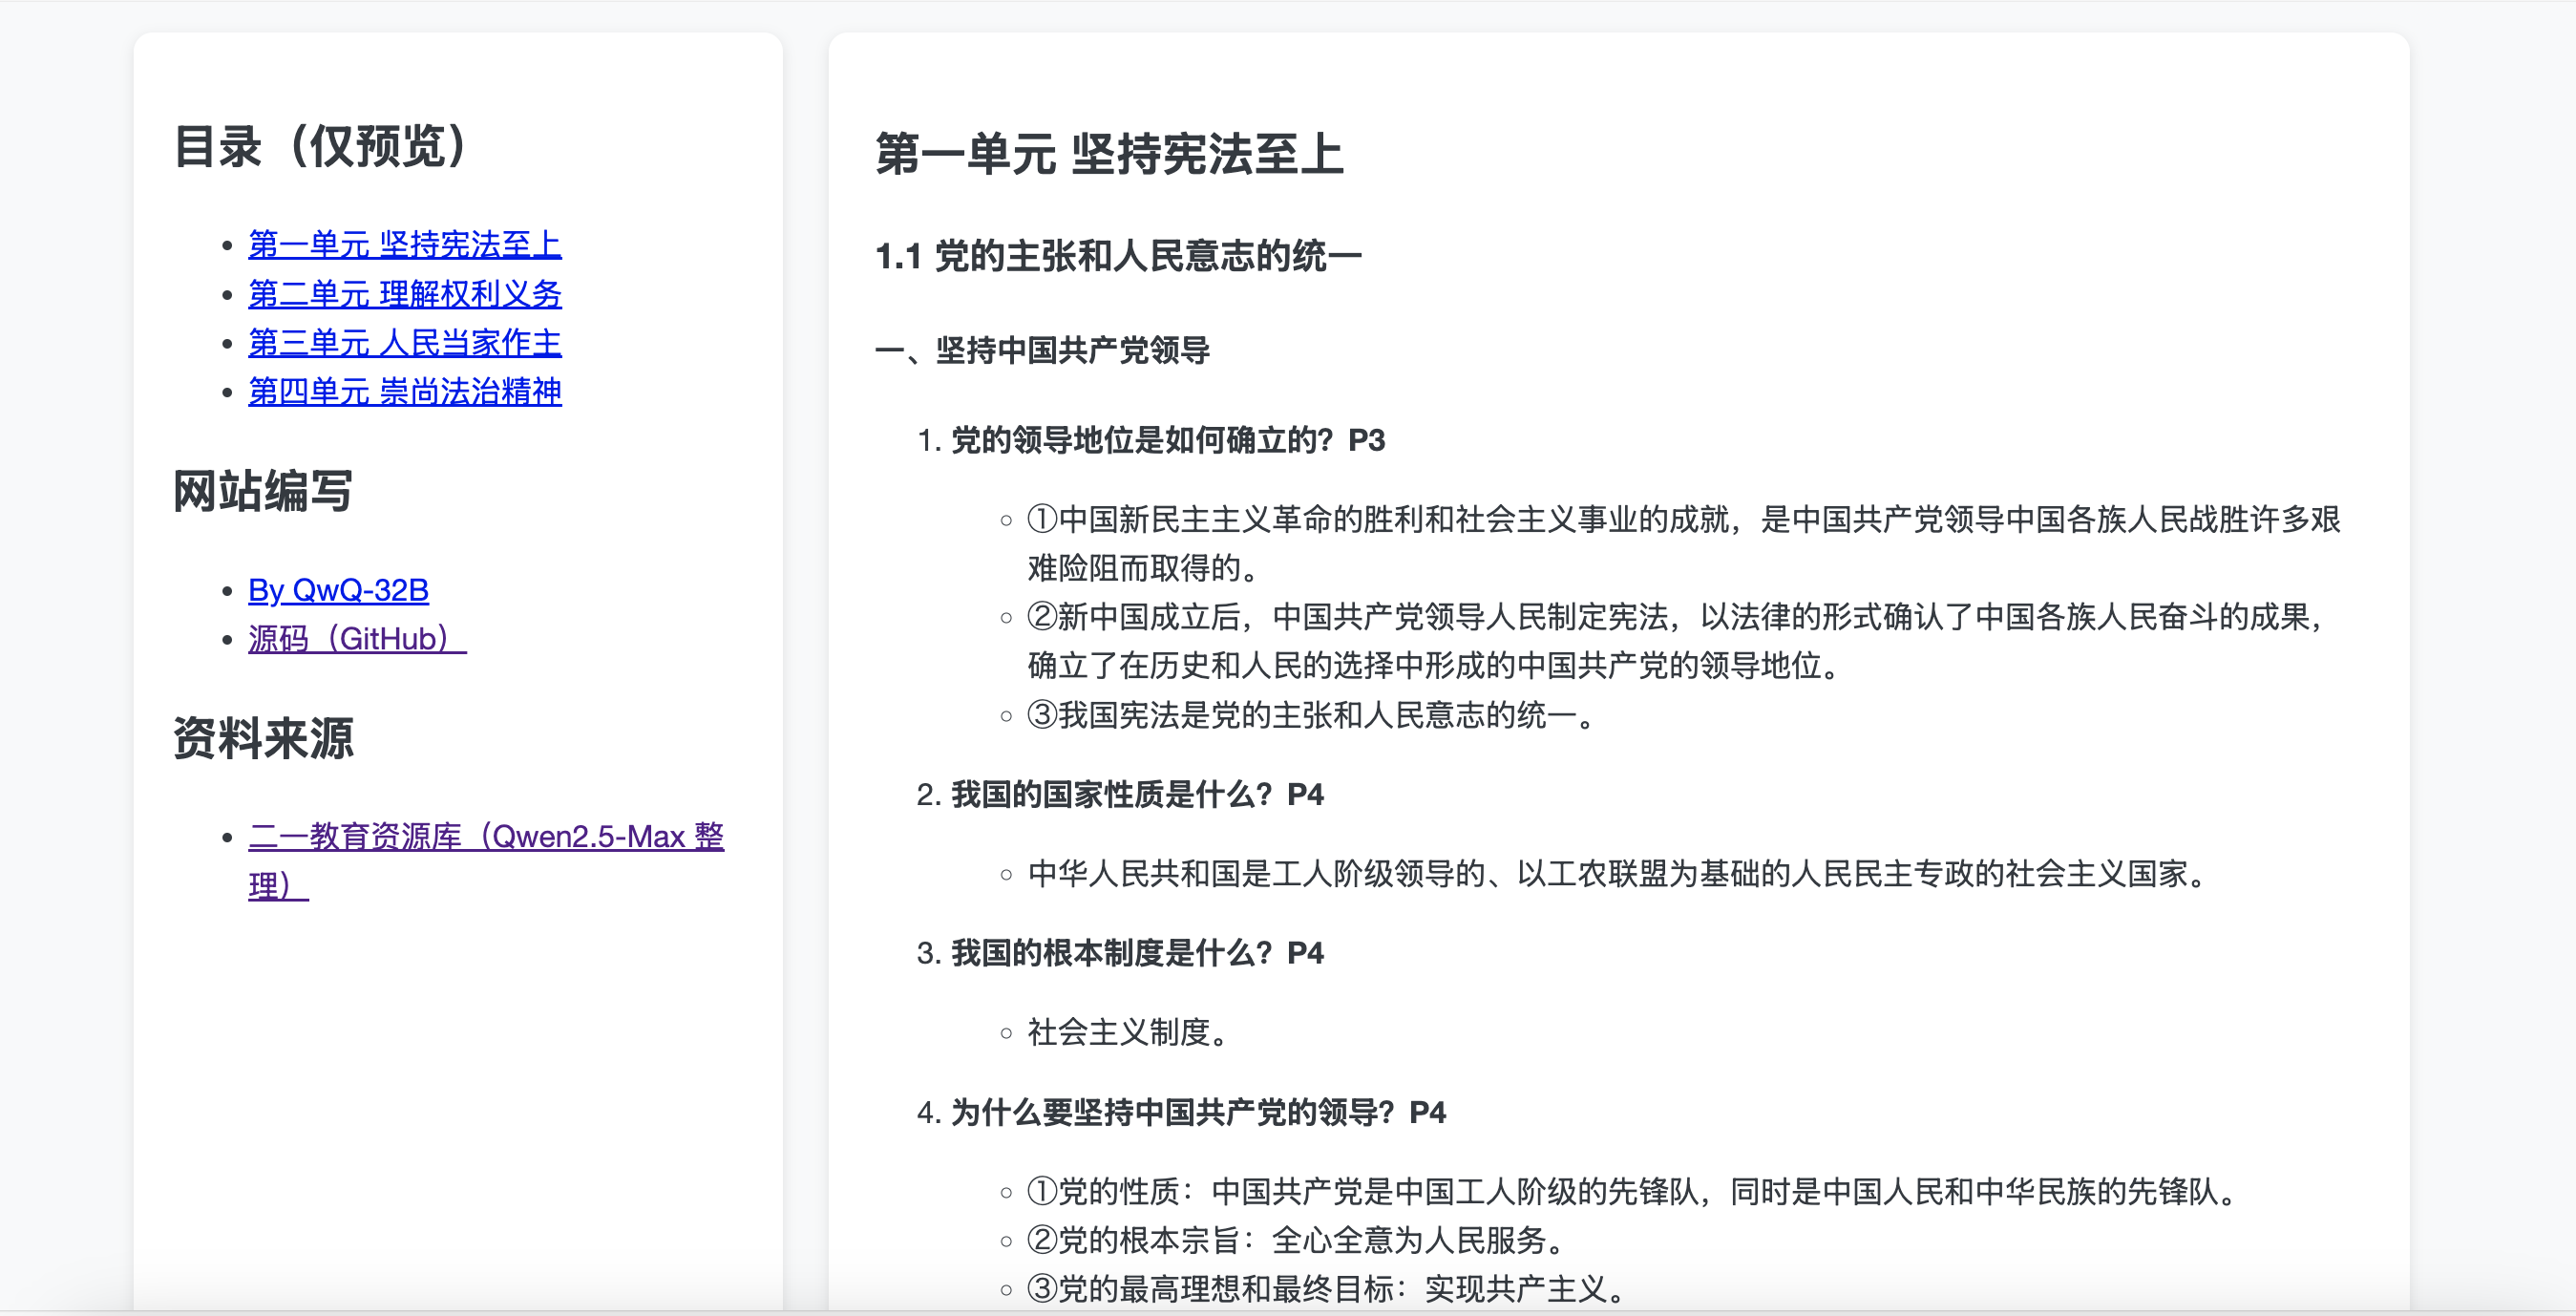 目录（仅预览）
第一单元 坚持宪法至上
第二单元 理解权利义务
第三单元 人民当家作主
第四单元 崇尚法治精神
网站编写
By QwQ-32B
源码（GitHub）
资料来源
二一教育资源库（Qwen2.5-Max 整
理）
第一单元 坚持宪法至上
1.1 党的主张和人民意志的统一
一、坚持中国共产党领导
1. 党的领导地位是如何确立的？P3
①中国新民主主义革命的胜利和社会主义事业的成就，是中国共产党领导中国各族人民战胜许多艰
难险阻而取得的。
②新中国成立后，中国共产党领导人民制定宪法，以法律的形式确认了中国各族人民奋斗的成果，
确立了在历史和人民的选择中形成的中国共产党的领导地位。
③我国宪法是党的主张和人民意志的统一。
2. 我国的国家性质是什么？P4
中华人民共和国是工人阶级领导的、以工农联盟为基础的人民民主专政的社会主义国家。
3. 我国的根本制度是什么？P4
社会主义制度。
4. 为什么要坚持中国共产党的领导？P4
①党的性质：中国共产党是中国工人阶级的先锋队，同时是中国人民和中华民族的先锋队。
②党的根本宗旨：全心全意为人民服务。
③党的最高理想和最终目标：实现共产主义。